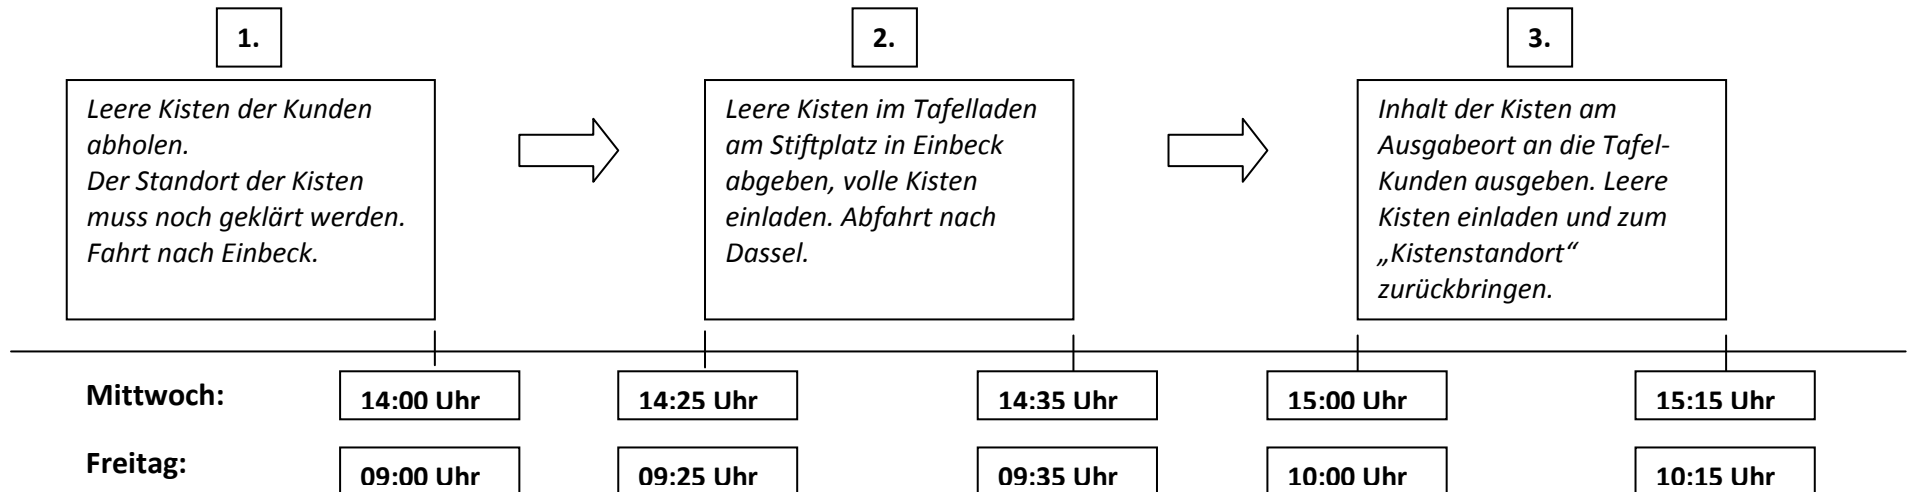 1.
Leere Kisten der Kunden
abholen.
Der Standort der Kisten
muss noch geklärt werden.
Fahrt nach Einbeck.
2.
Leere Kisten im Tafelladen
am Stiftplatz in Einbeck
abgeben, volle Kisten
einladen. Abfahrt nach
Dassel.
3.
Inhalt der Kisten am
Ausgabeort an die Tafel-
Kunden ausgeben. Leere
Kisten einladen und zum
„Kistenstandort“
zurückbringen.
Mittwoch: 14:00 Uhr 14:25 Uhr 14:35 Uhr 15:00 Uhr 15:15 Uhr
Freitag: 09:00 Uhr 09:25 Uhr 09:35 Uhr 10:00 Uhr 10:15 Uhr